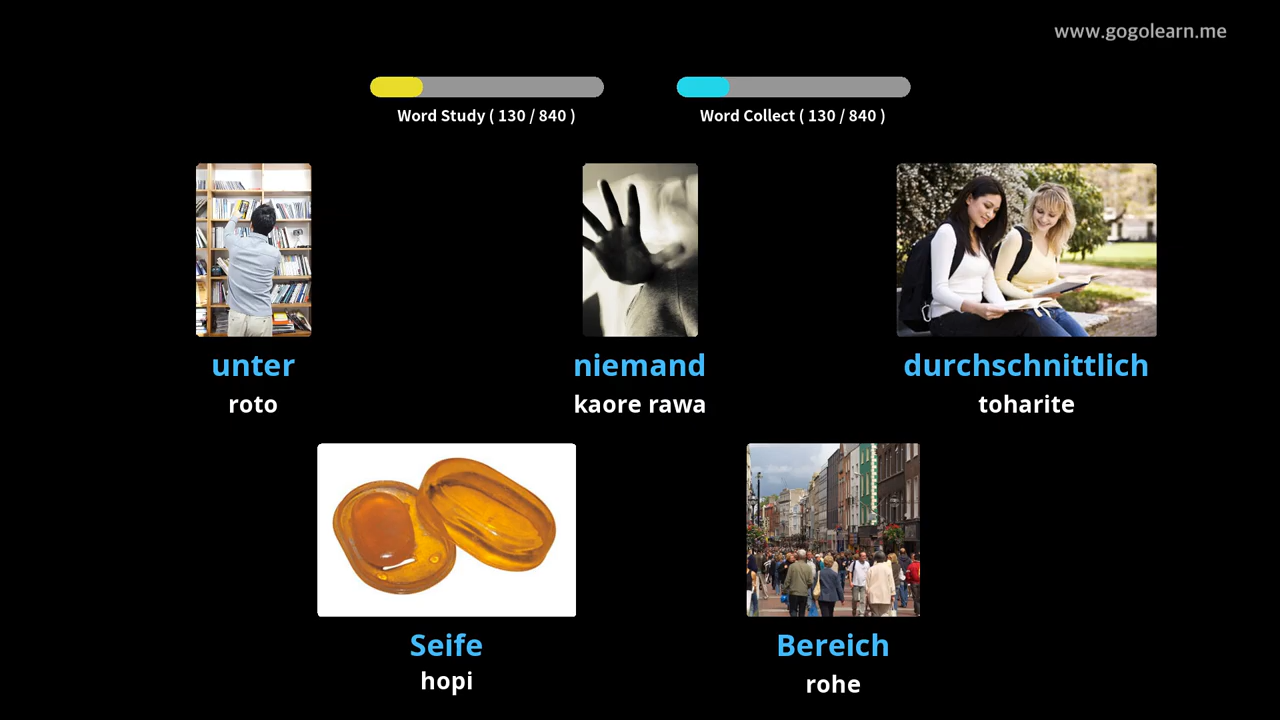 www.gogolearn.me
Word Study ( 130 / 840 )
Word Collect ( 130 / 840 )
unter
roto
niemand
kaore rawa
durchschnittlich
toharite
Seife
hopi
Bereich
rohe